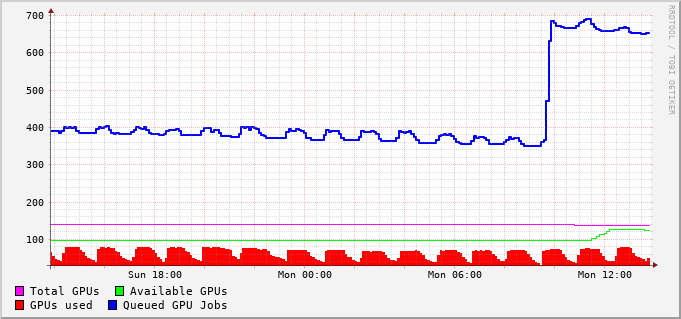 700
600
500
400
300
200
100
Sun 18:00 Mon 00:00 Mon 06:00 Mon 12:00
Total GPUs Available GPUs
GPUs used Queued GPU Jobs
RRDTOOL / TOBI OETIKER